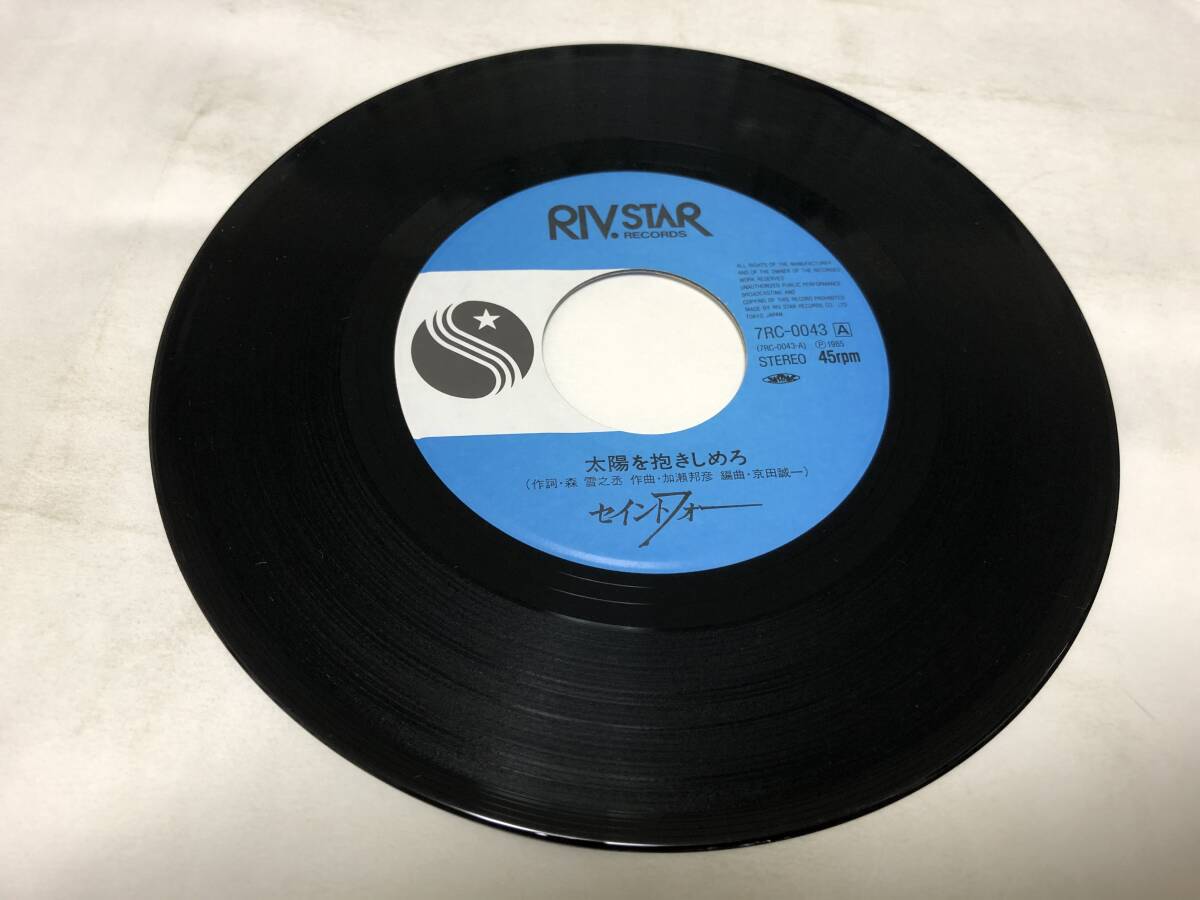 RIV.STAR
RECORDS
ALL RIGHTS OF THE MANUFACTURER
AND OF THE OWNER OF THE RECORDED
WORK RESERVED
UNAUTHORIZED PUBLIC PERFORMANCE
BROADCASTING AND
COPYING OF THIS RECORD PROHIBITED
MADE BY RIV. STAR RECORDS CO., LTD.
TOKYO, JAPAN
7RC-0043 A
(7RC-0043-A) Ⓟ1985
STEREO 45rpm
太陽を抱きしめろ
(作詞・森 雪之丞 作曲・加瀬邦彦 編曲・京田誠一)
セイントフォー